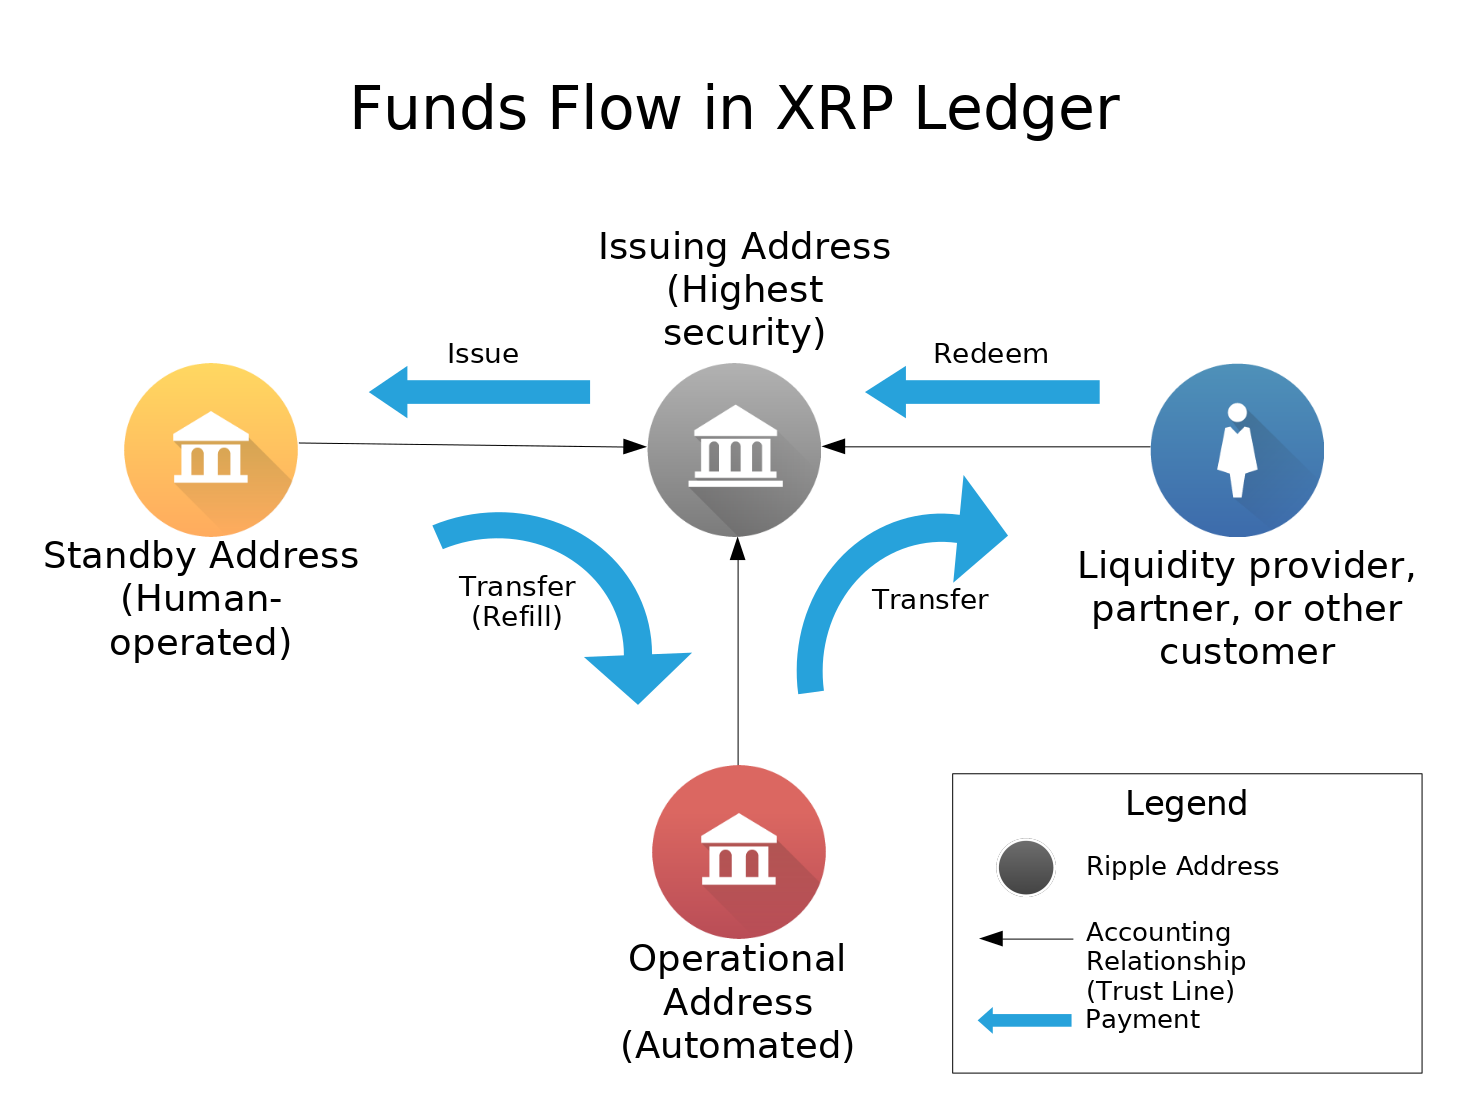 Funds Flow in XRP Ledger
Issuing Address
(Highest
security)
Issue
Redeem
Standby Address
(Human-
operated)
Transfer
(Refill)
Transfer
Liquidity provider,
partner, or other
customer
Operational
Address
(Automated)
Legend
Ripple Address
Accounting
Relationship
(Trust Line)
Payment